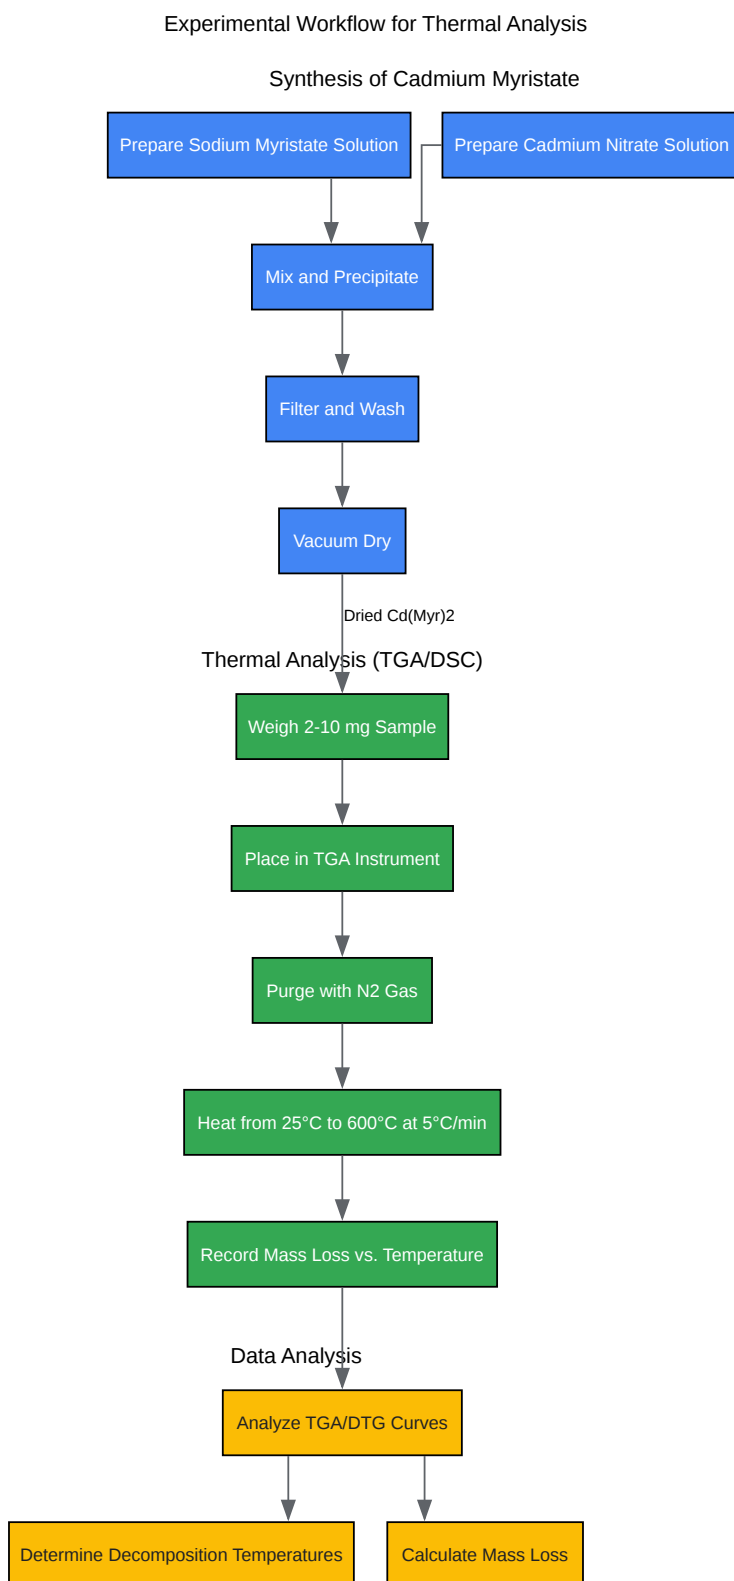 Experimental Workflow for Thermal Analysis
Synthesis of Cadmium Myristate
Prepare Sodium Myristate Solution
Prepare Cadmium Nitrate Solution
Mix and Precipitate
Filter and Wash
Vacuum Dry
Dried Cd(Myr)2
Thermal Analysis (TGA/DSC)
Weigh 2-10 mg Sample
Place in TGA Instrument
Purge with N2 Gas
Heat from 25°C to 600°C at 5°C/min
Record Mass Loss vs. Temperature
Data Analysis
Analyze TGA/DTG Curves
Determine Decomposition Temperatures
Calculate Mass Loss